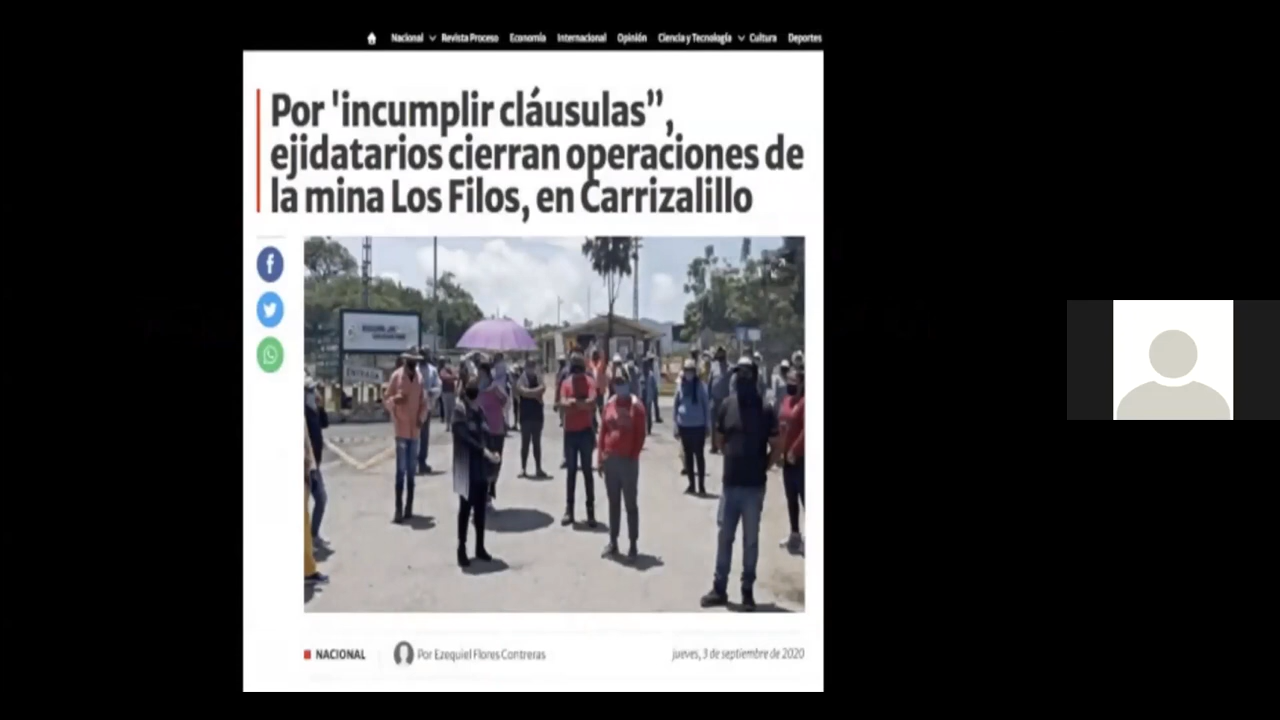 Nacional Revista Proceso Economía Internacional Opinión Ciencia y Tecnología Cultura Deportes
Por 'incumplir cláusulas”,
ejidatarios cierran operaciones de
la mina Los Filos, en Carrizalillo
ENTRADA
NACIONAL Por Ezequiel Flores Contreras jueves, 3 de septiembre de 2020